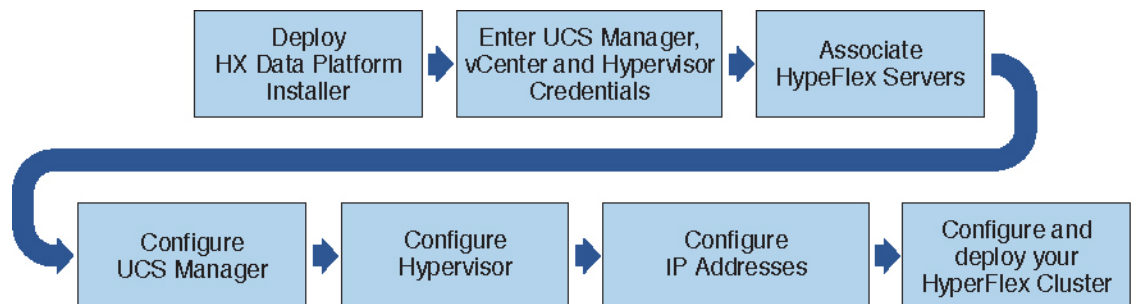 Deploy
HX Data Platform
Installer
Enter UCS Manager,
vCenter and Hypervisor
Credentials
Associate
HypeFlex Servers
Configure
UCS Manager
Configure
Hypervisor
Configure
IP Addresses
Configure and
deploy your
HyperFlex Cluster